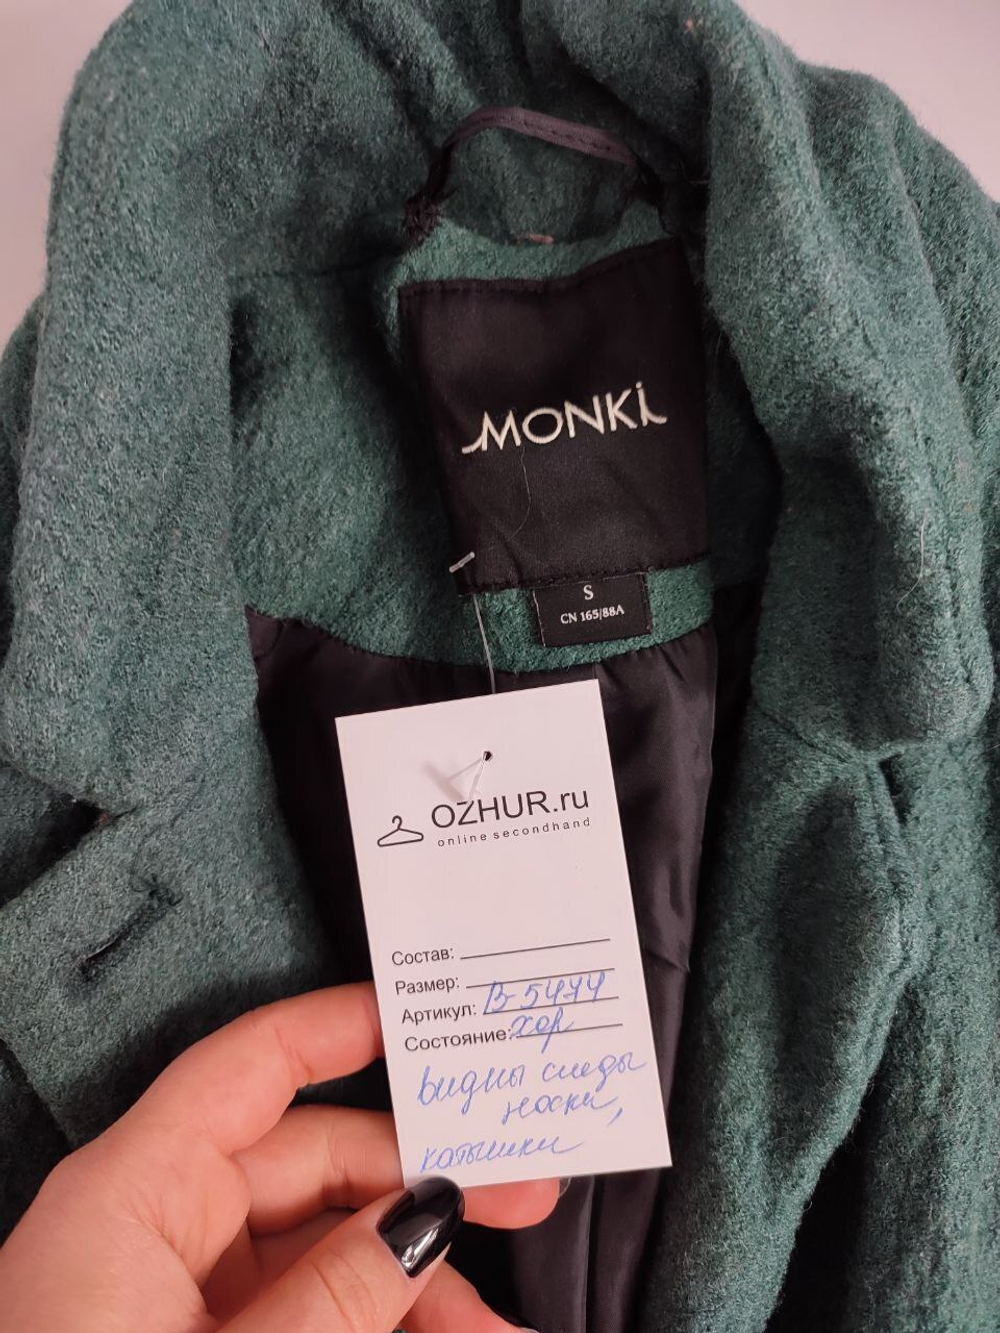 MONKI
S
CN 165/88A
OZHUR.ru
online secondhand
Состав:
Размер:
Артикул: В-5474
Состояние: хор
видны следы
носки,
катышки